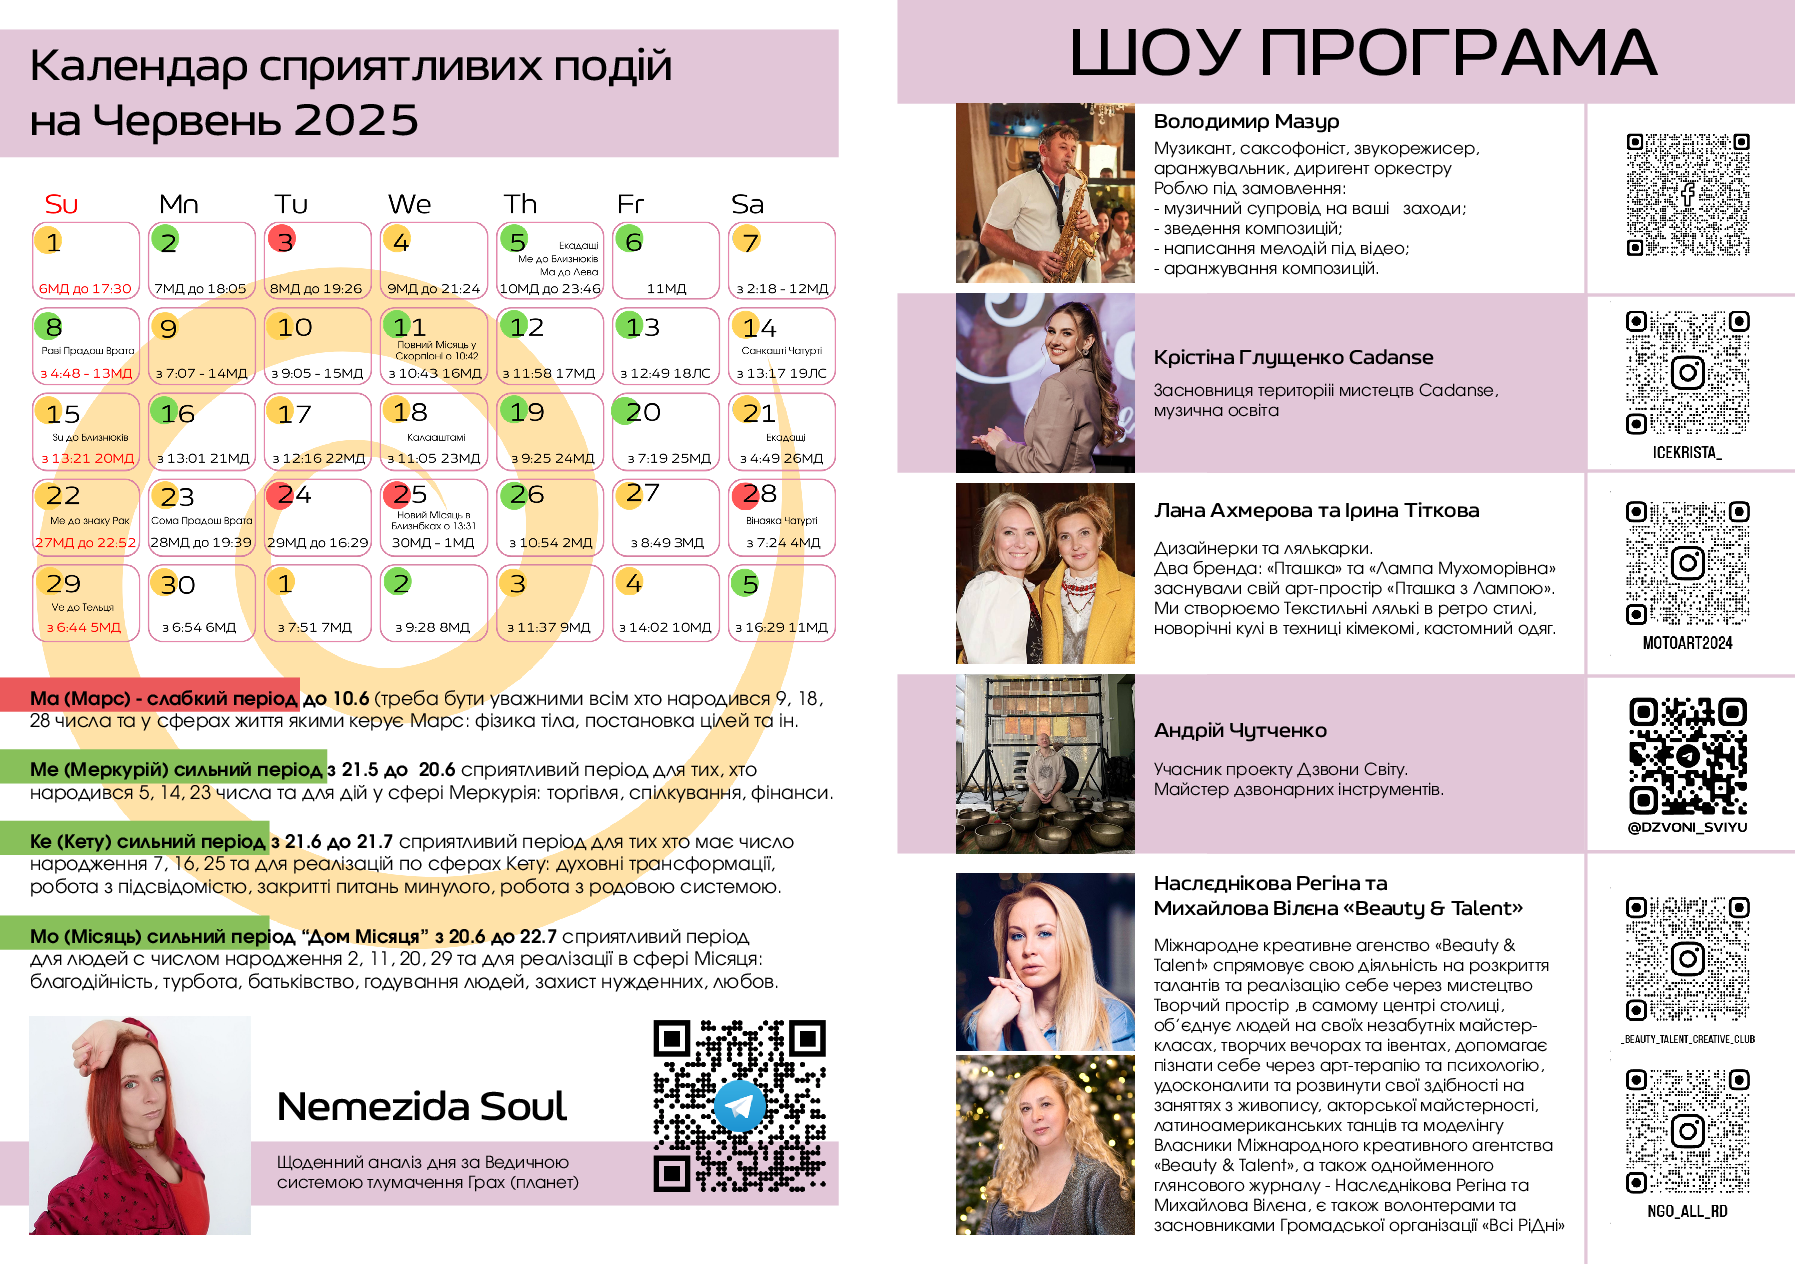 Календар сприятливих подій
на Червень 2025
Su Mn Tu We Th Fr Sa
1
6МД до 17:30
2
7МД до 18:05
3
8МД до 19:26
4
9МД до 21:24
5
Екадащі
Ме до Близнюків
Ма до Лева
10МД до 23:46
6
11МД
7
з 2:18 - 12МД
8
Раві Прадош Врата
з 4:48 - 13МД
9
з 7:07 - 14МД
10
з 9:05 - 15МД
11
Повний Місяць у
Скорпіоні о 10:42
з 10:43 16МД
12
з 11:58 17МД
13
з 12:49 18ЛС
14
Санкашті Чатурті
з 13:17 19ЛС
15
Su до Близнюків
з 13:21 20МД
16
з 13:01 21МД
17
з 12:16 22МД
18
Калааштамі
з 11:05 23МД
19
з 9:25 24МД
20
з 7:19 25МД
21
Екадащі
з 4:49 26МД
22
Ме до знаку Рак
27МД до 22:52
23
Сома Прадош Врата
28МД до 19:39
24
29МД до 16:29
25
Новий Місяць в
Близнбках о 13:31
30МД - 1МД
26
з 10:54 2МД
27
з 8:49 3МД
28
Вінаяка Чатурті
з 7:24 4МД
29
Ve до Тельця
з 6:44 5МД
30
з 6:54 6МД
1
з 7:51 7МД
2
з 9:28 8МД
3
з 11:37 9МД
4
з 14:02 10МД
5
з 16:29 11МД
Ма (Марс) - слабкий період до 10.6 (треба бути уважними всім хто народився 9, 18,
28 числа та у сферах життя якими керує Марс: фізика тіла, постановка цілей та ін.
Ме (Меркурій) сильний період з 21.5 до 20.6 сприятливий період для тих, хто
народився 5, 14, 23 числа та для дій у сфері Меркурія: торгівля, спілкування, фінанси.
Ке (Кету) сильний період з 21.6 до 21.7 сприятливий період для тих хто має число
народження 7, 16, 25 та для реалізацій по сферах Кету: духовні трансформації,
робота з підсвідомістю, закритті питань минулого, робота з родовою системою.
Мо (Місяць) сильний період “Дом Місяця” з 20.6 до 22.7 сприятливий період
для людей с числом народження 2, 11, 20, 29 та для реалізації в сфері Місяця:
благодійність, турбота, батьківство, годування людей, захист нужденних, любов.
Nemezida Soul
Щоденний аналіз дня за Ведичною
системою тлумачення Грах (планет)
ШОУ ПРОГРАМА
Володимир Мазур
Музикант, саксофоніст, звукорежисер,
аранжувальник, диригент оркестру
Роблю під замовлення:
- музичний супровід на ваші заходи;
- зведення композицій;
- написання мелодій під відео;
- аранжування композицій.
Крістіна Глущенко Cadanse
Засновниця територіїі мистецтв Cadanse,
музична освіта
ICEKRISTA_
Лана Ахмерова та Ірина Тіткова
Дизайнерки та лялькарки.
Два бренда: «Пташка» та «Лампа Мухоморівна»
заснували свій арт-простір «Пташка з Лампою».
Ми створюємо Текстильні лялькі в ретро стилі,
новорічні кулі в техниці кімекомі, кастомний одяг.
MOTOART2024
Андрій Чутченко
Учасник проекту Дзвони Світу.
Майстер дзвонарних інструментів.
@DZVONI_SVIYU
Наслєднікова Регіна та
Михайлова Вілєна «Beauty & Talent»
Міжнародне креативне агенство «Beauty &
Talent» спрямовує свою діяльність на розкриття
талантів та реалізацію себе через мистецтво
Творчий простір ,в самому центрі столиці,
об´єднує людей на своїх незабутніх майстер-
класах, творчих вечорах та івентах, допомагає
пізнати себе через арт-терапію та психологію,
удосконалити та розвинути свої здібності на
заняттях з живопису, акторської майстерності,
латиноамериканських танців та моделінгу
Власники Міжнародного креативного агентства
«Beauty & Talent», а також однойменного
глянсового журналу - Наслєднікова Регіна та
Михайлова Вілєна, є також волонтерами та
засновниками Громадської організації «Всі РіДні»
_BEAUTY_TALENT_CREATIVE_CLUB
NGO_ALL_RD